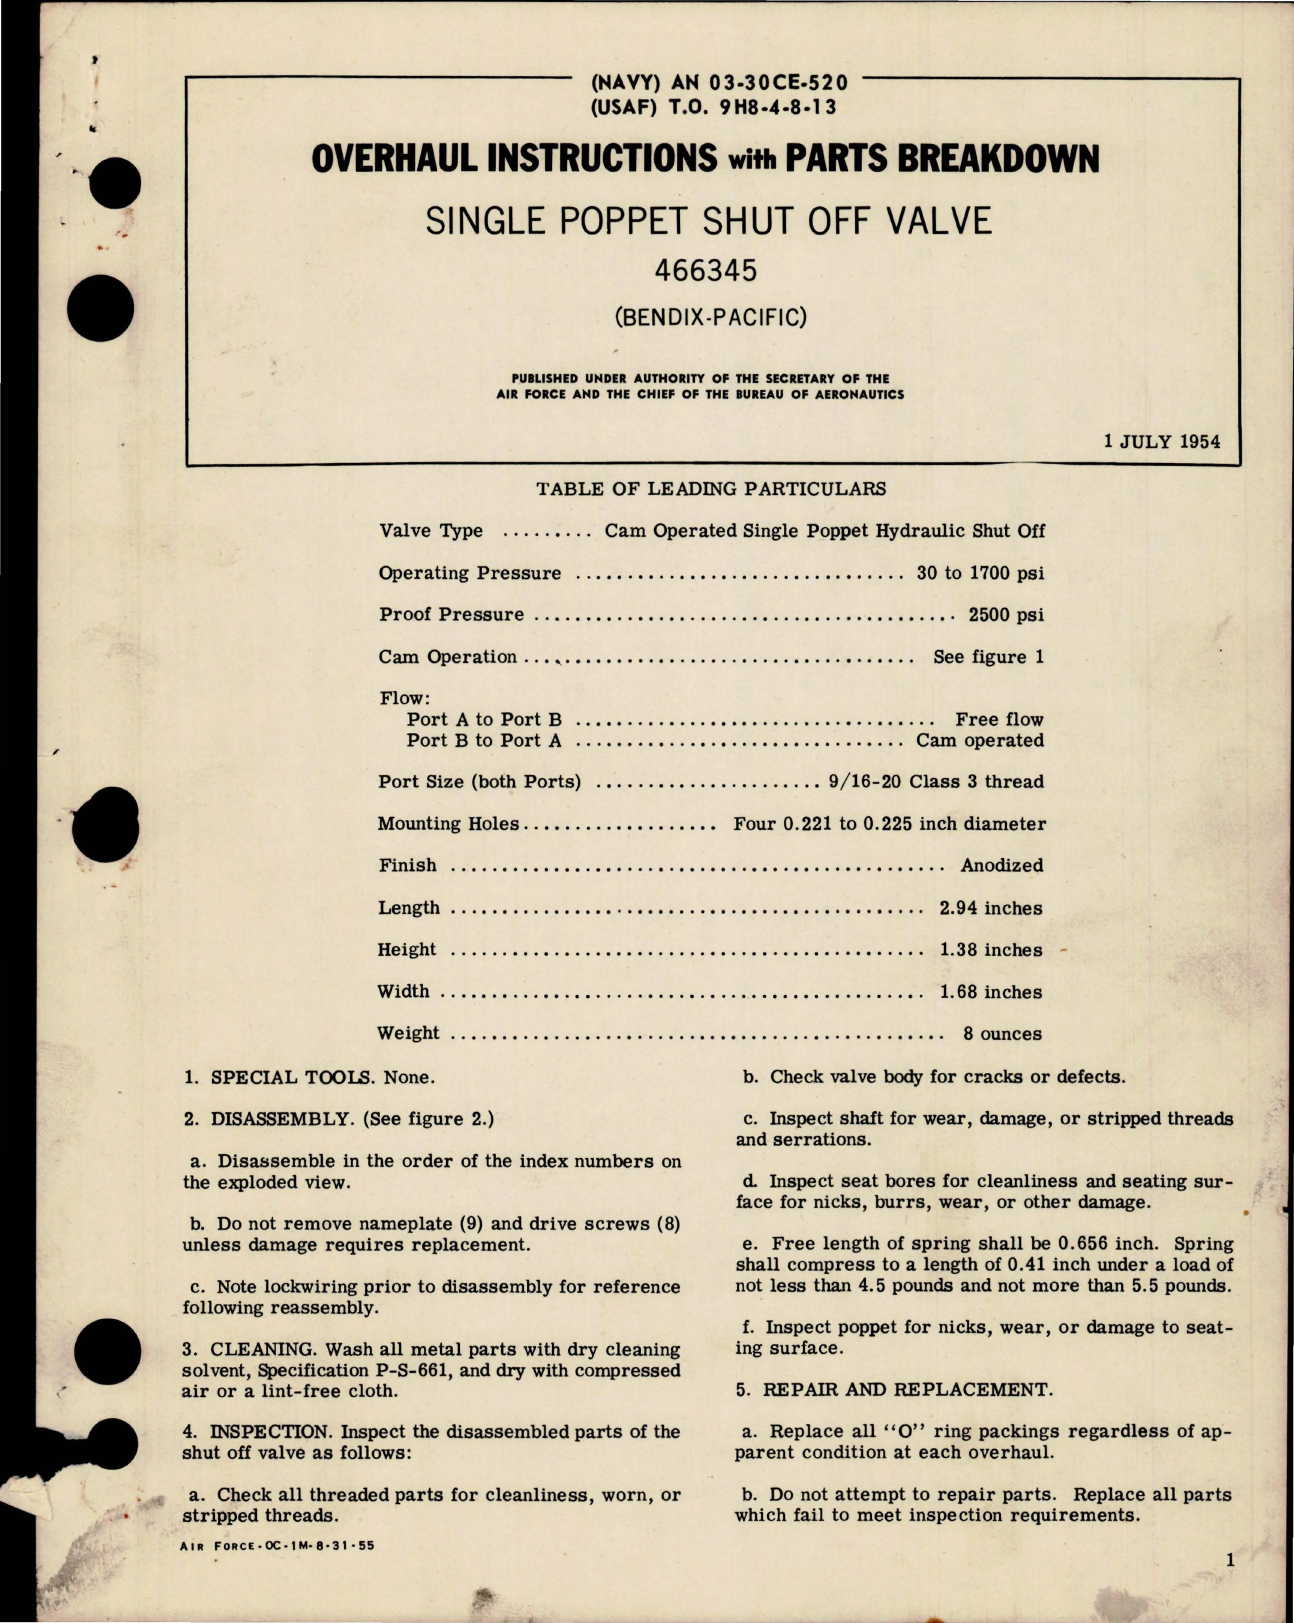 (NAVY) AN 03-30CE-520
(USAF) T.O. 9H8-4-8-13
OVERHAUL INSTRUCTIONS with PARTS BREAKDOWN
SINGLE POPPET SHUT OFF VALVE
466345
(BENDIX-PACIFIC)
PUBLISHED UNDER AUTHORITY OF THE SECRETARY OF THE
AIR FORCE AND THE CHIEF OF THE BUREAU OF AERONAUTICS
1 JULY 1954
TABLE OF LEADING PARTICULARS
Valve Type ......... Cam Operated Single Poppet Hydraulic Shut Off
Operating Pressure ................................ 30 to 1700 psi
Proof Pressure ......................................... 2500 psi
Cam Operation ...................................... See figure 1
Flow:
Port A to Port B ................................... Free flow
Port B to Port A ................................ Cam operated
Port Size (both Ports) ...................... 9/16-20 Class 3 thread
Mounting Holes ................... Four 0.221 to 0.225 inch diameter
Finish ................................................ Anodized
Length .............................................. 2.94 inches
Height .............................................. 1.38 inches
Width ............................................... 1.68 inches
Weight ................................................ 8 ounces
1. SPECIAL TOOLS. None.
2. DISASSEMBLY. (See figure 2.)
a. Disassemble in the order of the index numbers on
the exploded view.
b. Do not remove nameplate (9) and drive screws (8)
unless damage requires replacement.
c. Note lockwiring prior to disassembly for reference
following reassembly.
3. CLEANING. Wash all metal parts with dry cleaning
solvent, Specification P-S-661, and dry with compressed
air or a lint-free cloth.
4. INSPECTION. Inspect the disassembled parts of the
shut off valve as follows:
a. Check all threaded parts for cleanliness, worn, or
stripped threads.
b. Check valve body for cracks or defects.
c. Inspect shaft for wear, damage, or stripped threads
and serrations.
d. Inspect seat bores for cleanliness and seating sur-
face for nicks, burrs, wear, or other damage.
e. Free length of spring shall be 0.656 inch. Spring
shall compress to a length of 0.41 inch under a load of
not less than 4.5 pounds and not more than 5.5 pounds.
f. Inspect poppet for nicks, wear, or damage to seat-
ing surface.
5. REPAIR AND REPLACEMENT.
a. Replace all "O" ring packings regardless of ap-
parent condition at each overhaul.
b. Do not attempt to repair parts. Replace all parts
which fail to meet inspection requirements.
AIR FORCE-OC-1M-8-31-55
1